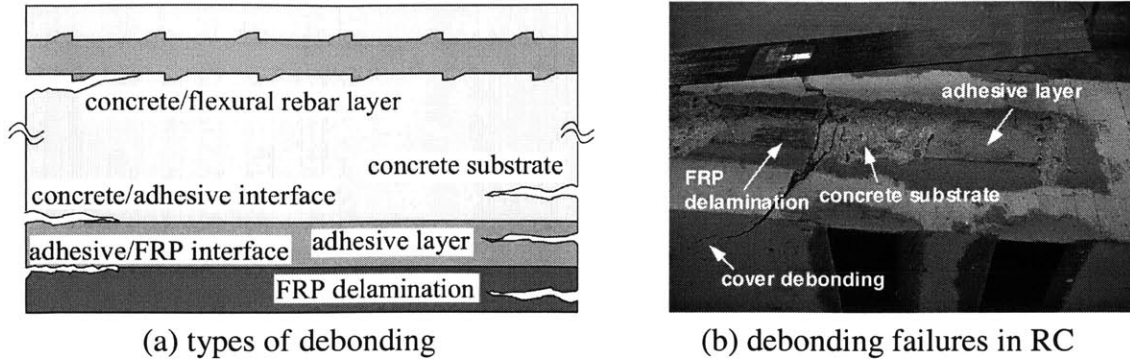 concrete/flexural rebar layer
concrete substrate
concrete/adhesive interface
adhesive/FRP interface
adhesive layer
FRP delamination
(a) types of debonding
adhesive layer
FRP
delamination
concrete substrate
cover debonding
(b) debonding failures in RC